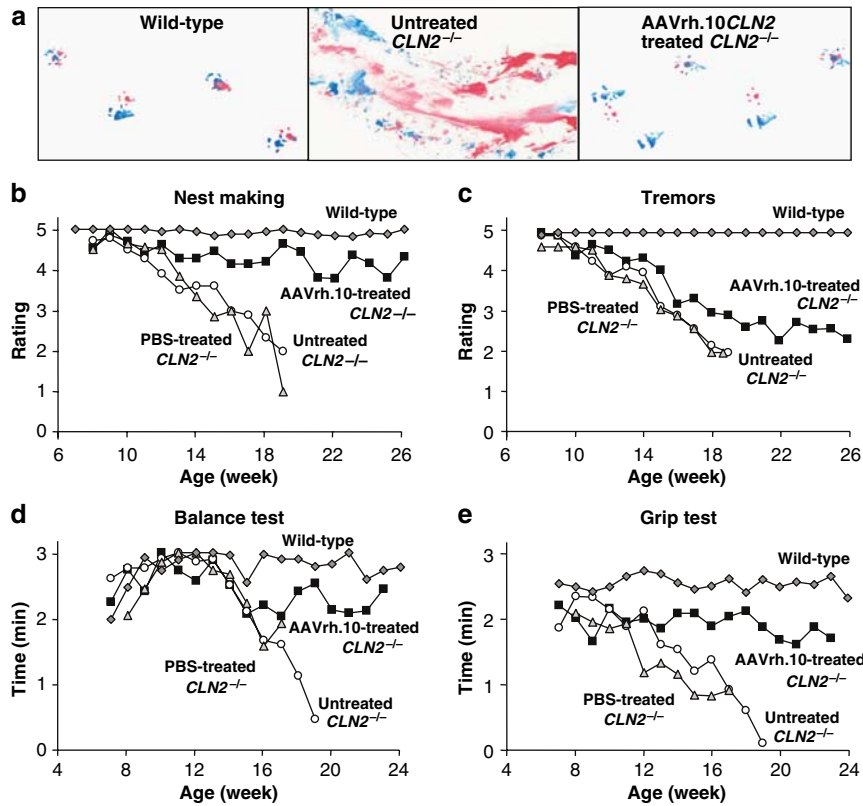 a
Wild-type
Untreated
CLN2−/−
AAVrh.10CLN2
treated CLN2−/−
b
Nest making
5
4
3
2
1
0
Rating
6
10
14
18
22
26
Age (week)
Wild-type
AAVrh.10-treated
CLN2−/−
PBS-treated
CLN2−/−
Untreated
CLN2−/−
c
Tremors
5
4
3
2
1
0
Rating
6
10
14
18
22
26
Age (week)
Wild-type
AAVrh.10-treated
CLN2−/−
PBS-treated
CLN2−/−
Untreated
CLN2−/−
d
Balance test
3
2
1
0
Time (min)
4
8
12
16
20
24
Age (week)
Wild-type
AAVrh.10-treated
CLN2−/−
PBS-treated
CLN2−/−
Untreated
CLN2−/−
e
Grip test
3
2
1
0
Time (min)
4
8
12
16
20
24
Age (week)
Wild-type
AAVrh.10-treated
CLN2−/−
PBS-treated
CLN2−/−
Untreated
CLN2−/−